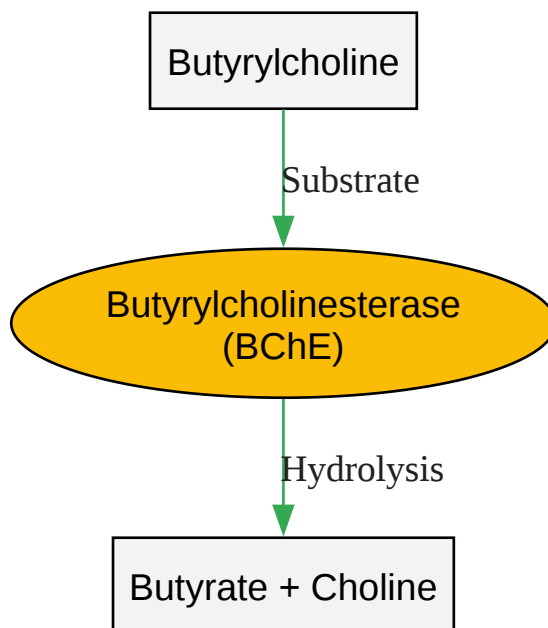 Butyrylcholine
Substrate
Butyrylcholinesterase
(BChE)
Hydrolysis
Butyrate + Choline